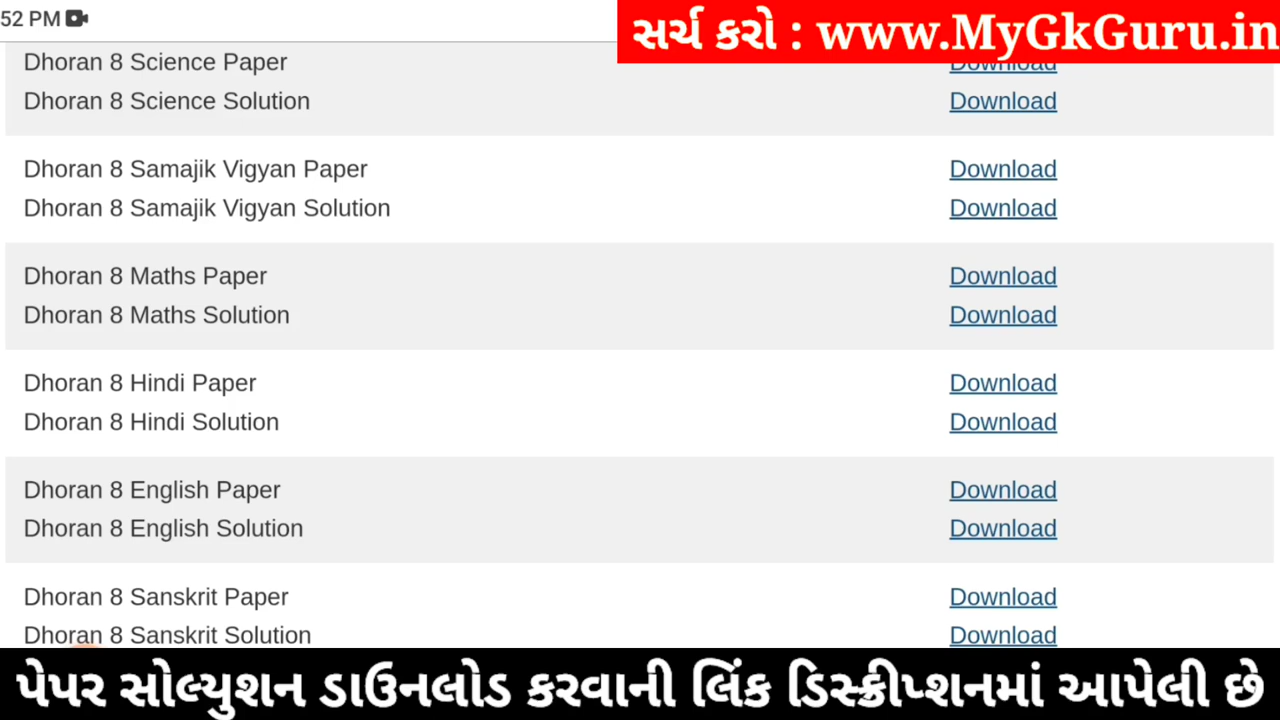 52 PM
સર્ચ કરો : www.MyGkGuru.in
Dhoran 8 Science Paper Download
Dhoran 8 Science Solution Download
Dhoran 8 Samajik Vigyan Paper Download
Dhoran 8 Samajik Vigyan Solution Download
Dhoran 8 Maths Paper Download
Dhoran 8 Maths Solution Download
Dhoran 8 Hindi Paper Download
Dhoran 8 Hindi Solution Download
Dhoran 8 English Paper Download
Dhoran 8 English Solution Download
Dhoran 8 Sanskrit Paper Download
Dhoran 8 Sanskrit Solution Download
પેપર સોલ્યુશન ડાઉનલોડ કરવાની લિંક ડિસ્ક્રીપ્શનમાં આપેલી છે